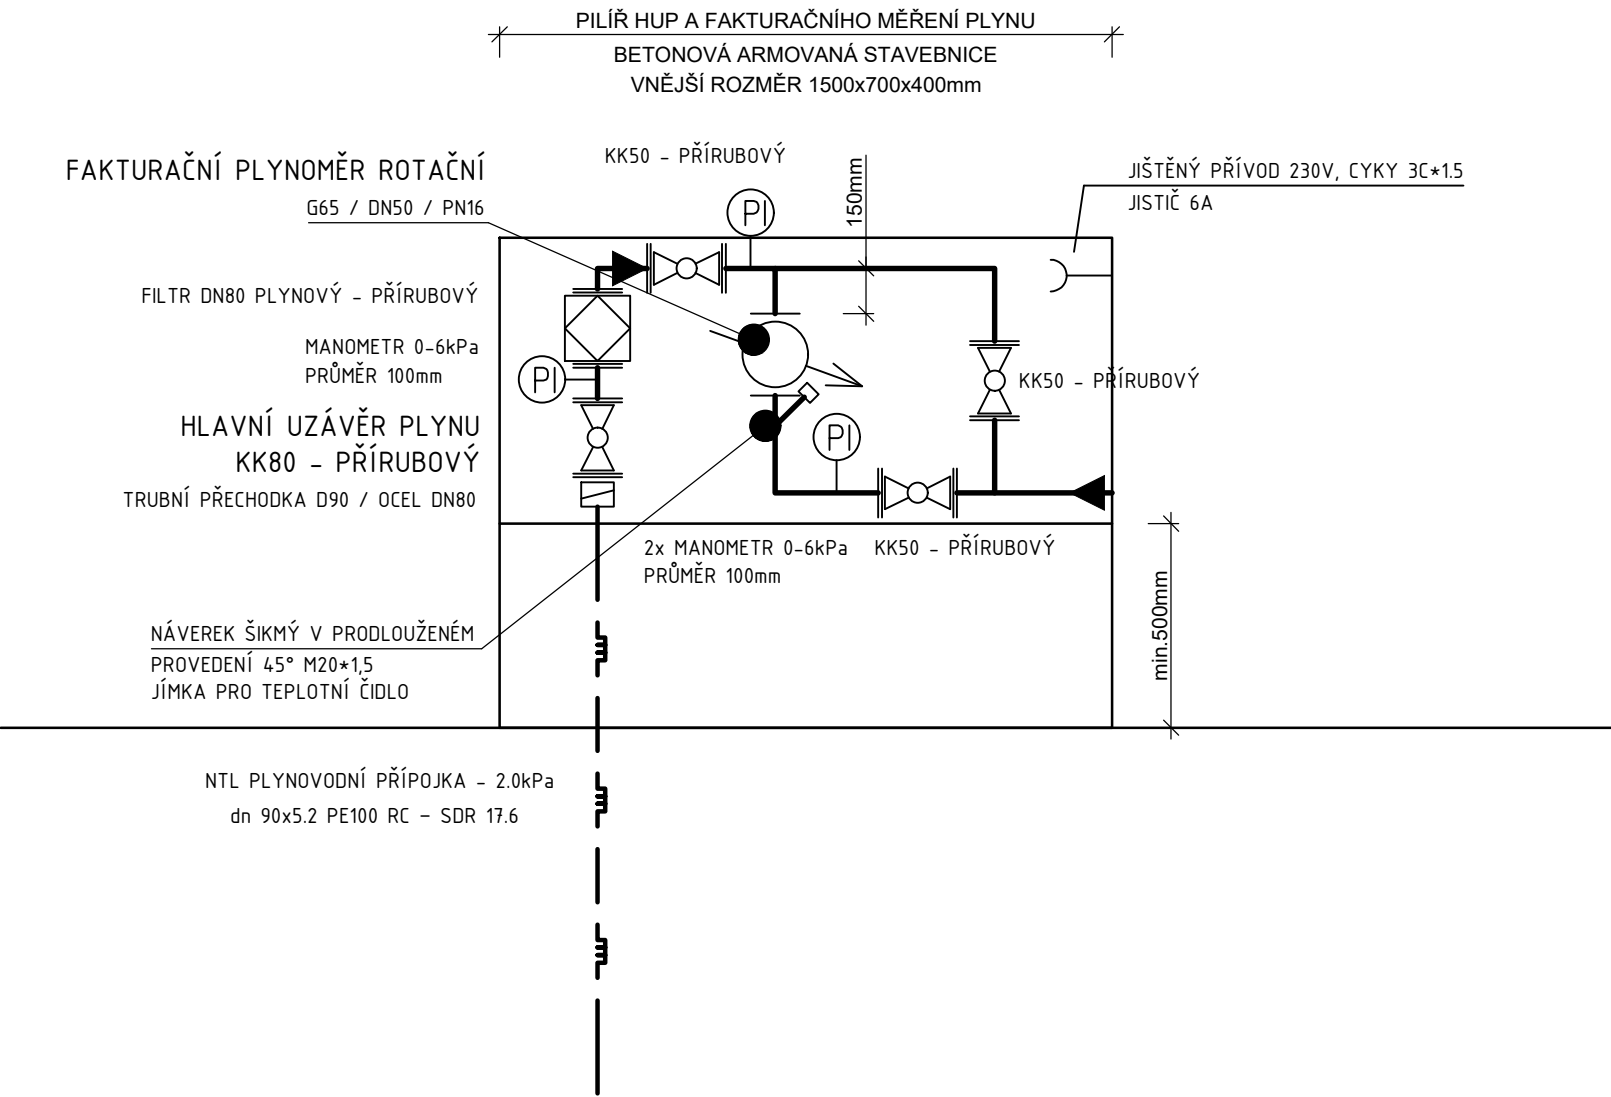 PILÍŘ HUP A FAKTURAČNÍHO MĚŘENÍ PLYNU
BETONOVÁ ARMOVANÁ STAVEBNICE
VNĚJŠÍ ROZMĚR 1500x700x400mm
FAKTURAČNÍ PLYNOMĚR ROTAČNÍ
G65 / DN50 / PN16
KK50 - PŘÍRUBOVÝ
PI
150mm
JIŠTĚNÝ PŘÍVOD 230V, CYKY 3C*1.5
JISTIČ 6A
FILTR DN80 PLYNOVÝ - PŘÍRUBOVÝ
MANOMETR 0-6kPa
PRŮMĚR 100mm
PI
KK50 - PŘÍRUBOVÝ
HLAVNÍ UZÁVĚR PLYNU
KK80 - PŘÍRUBOVÝ
TRUBNÍ PŘECHODKA D90 / OCEL DN80
PI
2x MANOMETR 0-6kPa
PRŮMĚR 100mm
KK50 - PŘÍRUBOVÝ
min.500mm
NÁVEREK ŠIKMÝ V PRODLOUŽENÉM
PROVEDENÍ 45° M20*1,5
JÍMKA PRO TEPLOTNÍ ČIDLO
NTL PLYNOVODNÍ PŘÍPOJKA - 2.0kPa
dn 90x5.2 PE100 RC - SDR 17.6